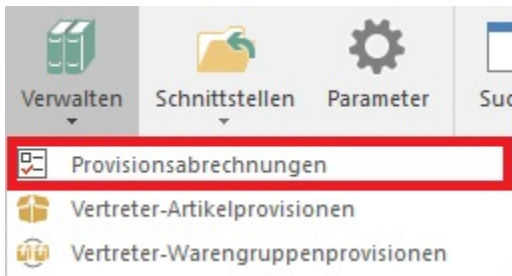 Verwalten Schnittstellen Parameter
Provisionsabrechnungen
Vertreter-Artikelprovisionen
Vertreter-Warengruppenprovisionen